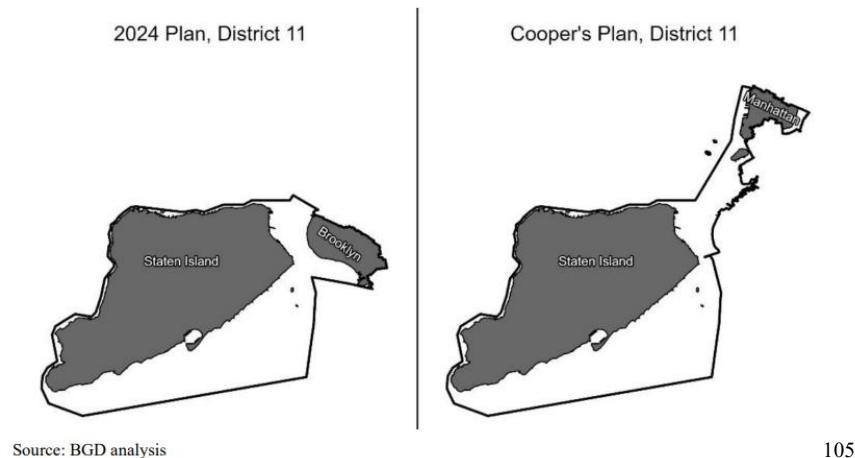 2024 Plan, District 11
Cooper's Plan, District 11
Manhattan
Brooklyn
Staten Island
Staten Island
Source: BGD analysis
105